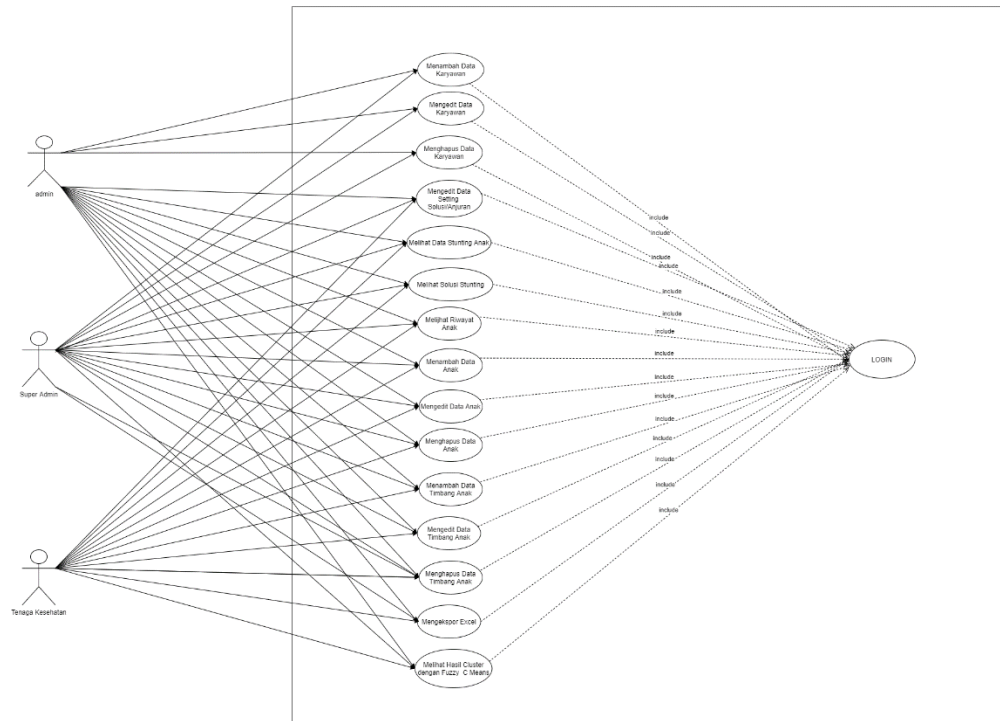 Menambah Data
Karyawan
Mengedit Data
Karyawan
Menghapus Data
Karyawan
admin
Mengedit Data
Setting
Solusi/Anjuran
include
include
Melihat Data Stunting Anak
include
include
Melihat Solusi Stunting
include
Melijhat Riwayat
Anak
include
Menambah Data
Anak
include
LOGIN
Super Admin
include
Mengedit Data Anak
include
Menghapus Data
Anak
include
include
Menambah Data
Timbang Anak
include
include
Mengedit Data
Timbang Anak
Menghapus Data
Timbang Anak
Tenaga Kesehatan
Mengekspor Excel
Melihat Hasil Cluster
dengan Fuzzy C Means